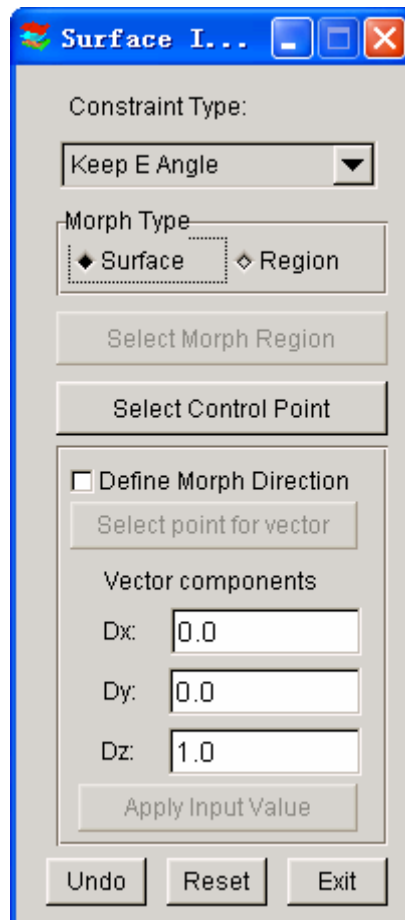 Surface I...
Constraint Type:
Keep E Angle
Morph Type
Surface Region
Select Morph Region
Select Control Point
Define Morph Direction
Select point for vector
Vector components
Dx: 0.0
Dy: 0.0
Dz: 1.0
Apply Input Value
Undo Reset Exit